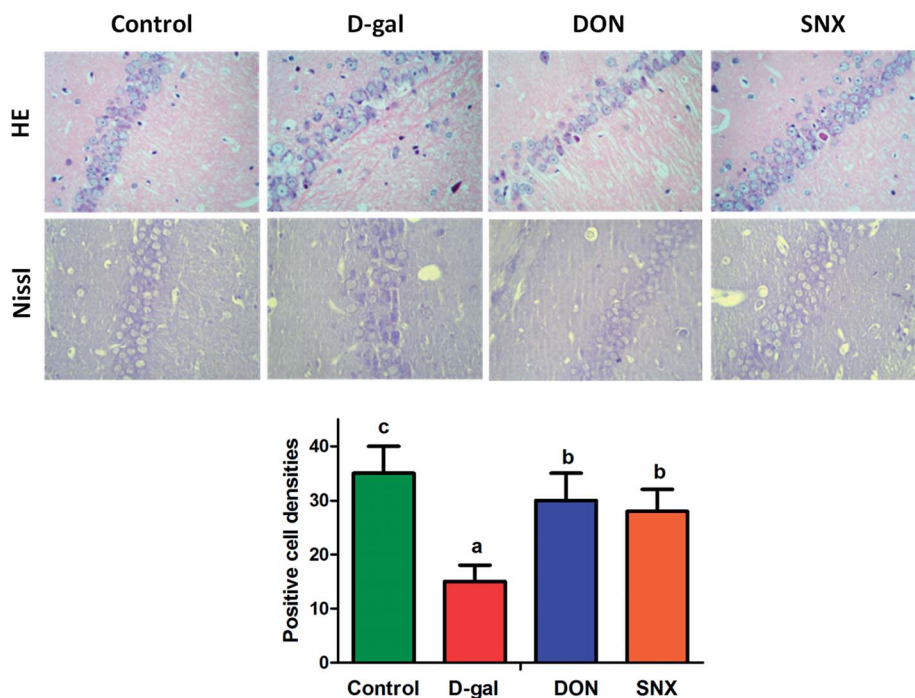 Control D-gal DON SNX
HE
Nissl
Positive cell densities
40
30
20
10
0
c
a
b
b
Control D-gal DON SNX